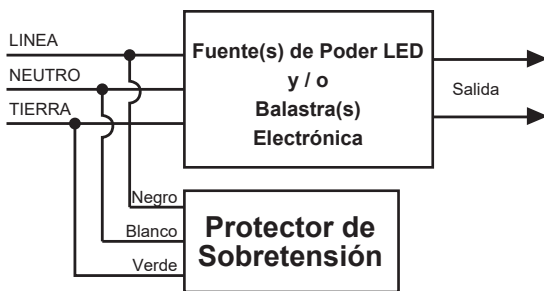 LINEA
NEUTRO
TIERRA
Fuente(s) de Poder LED
y / o
Balastra(s)
Electrónica
Salida
Negro
Blanco
Verde
Protector de
Sobretensión